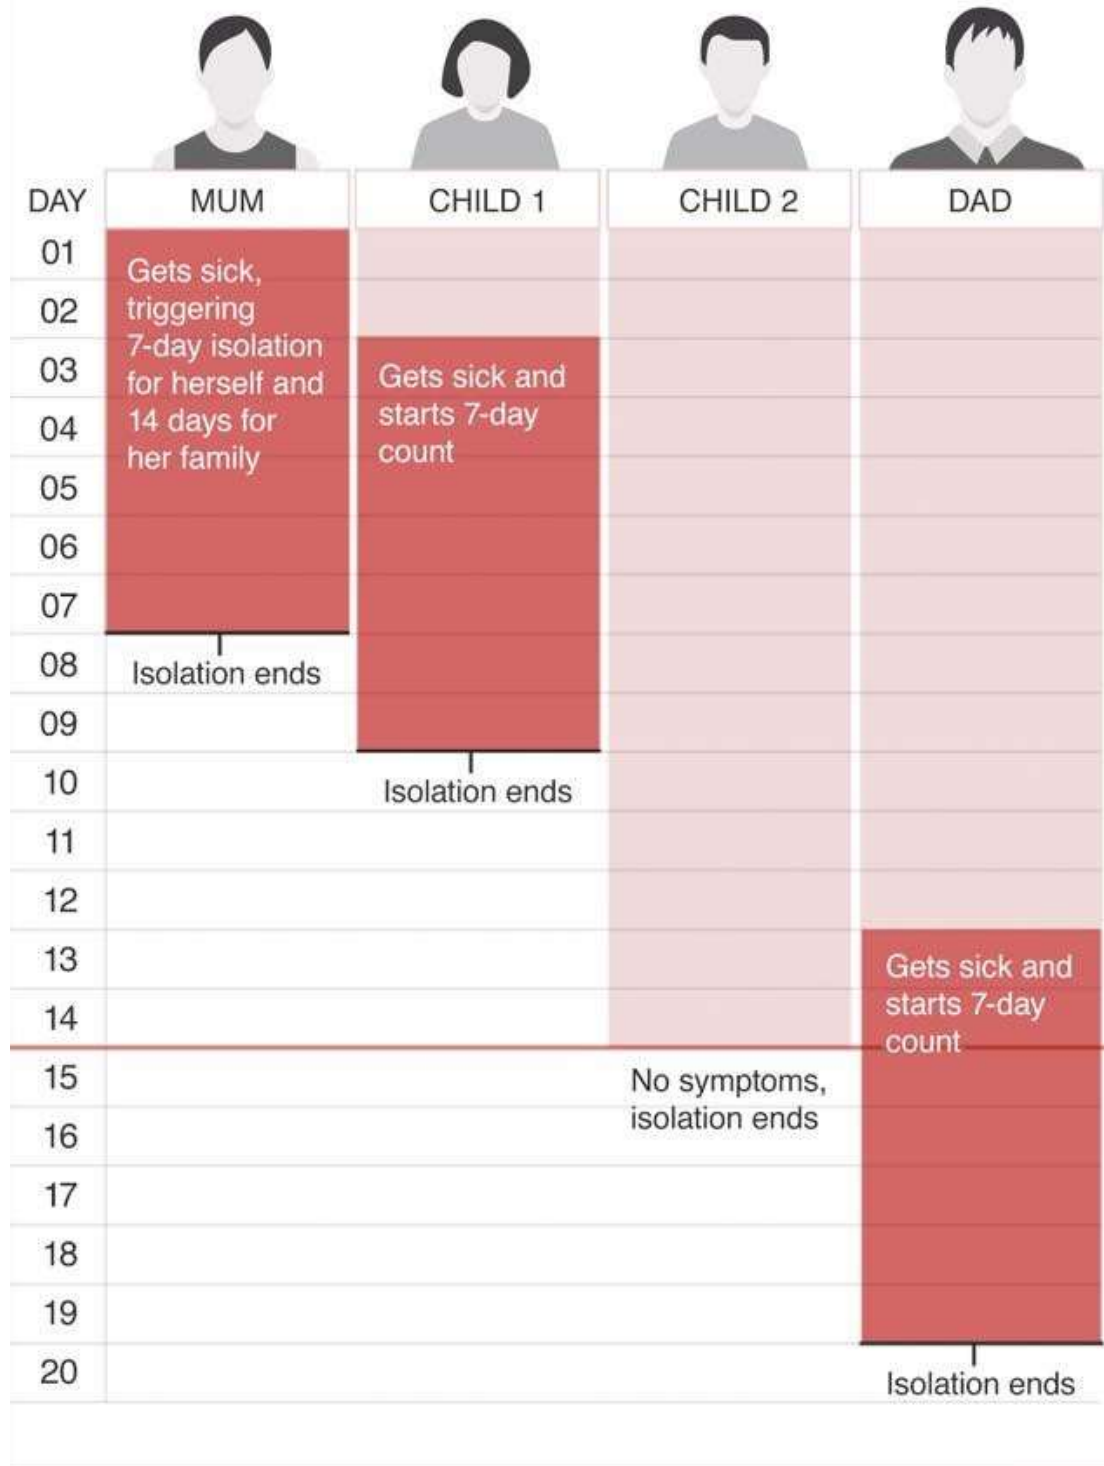 DAY MUM CHILD 1 CHILD 2 DAD
01
Gets sick,
triggering
7-day isolation
for herself and
14 days for
her family
02
03
Gets sick and
starts 7-day
count
04
05
06
07
08
Isolation ends
09
10
Isolation ends
11
12
13
Gets sick and
starts 7-day
count
14
15
No symptoms,
isolation ends
16
17
18
19
20
Isolation ends